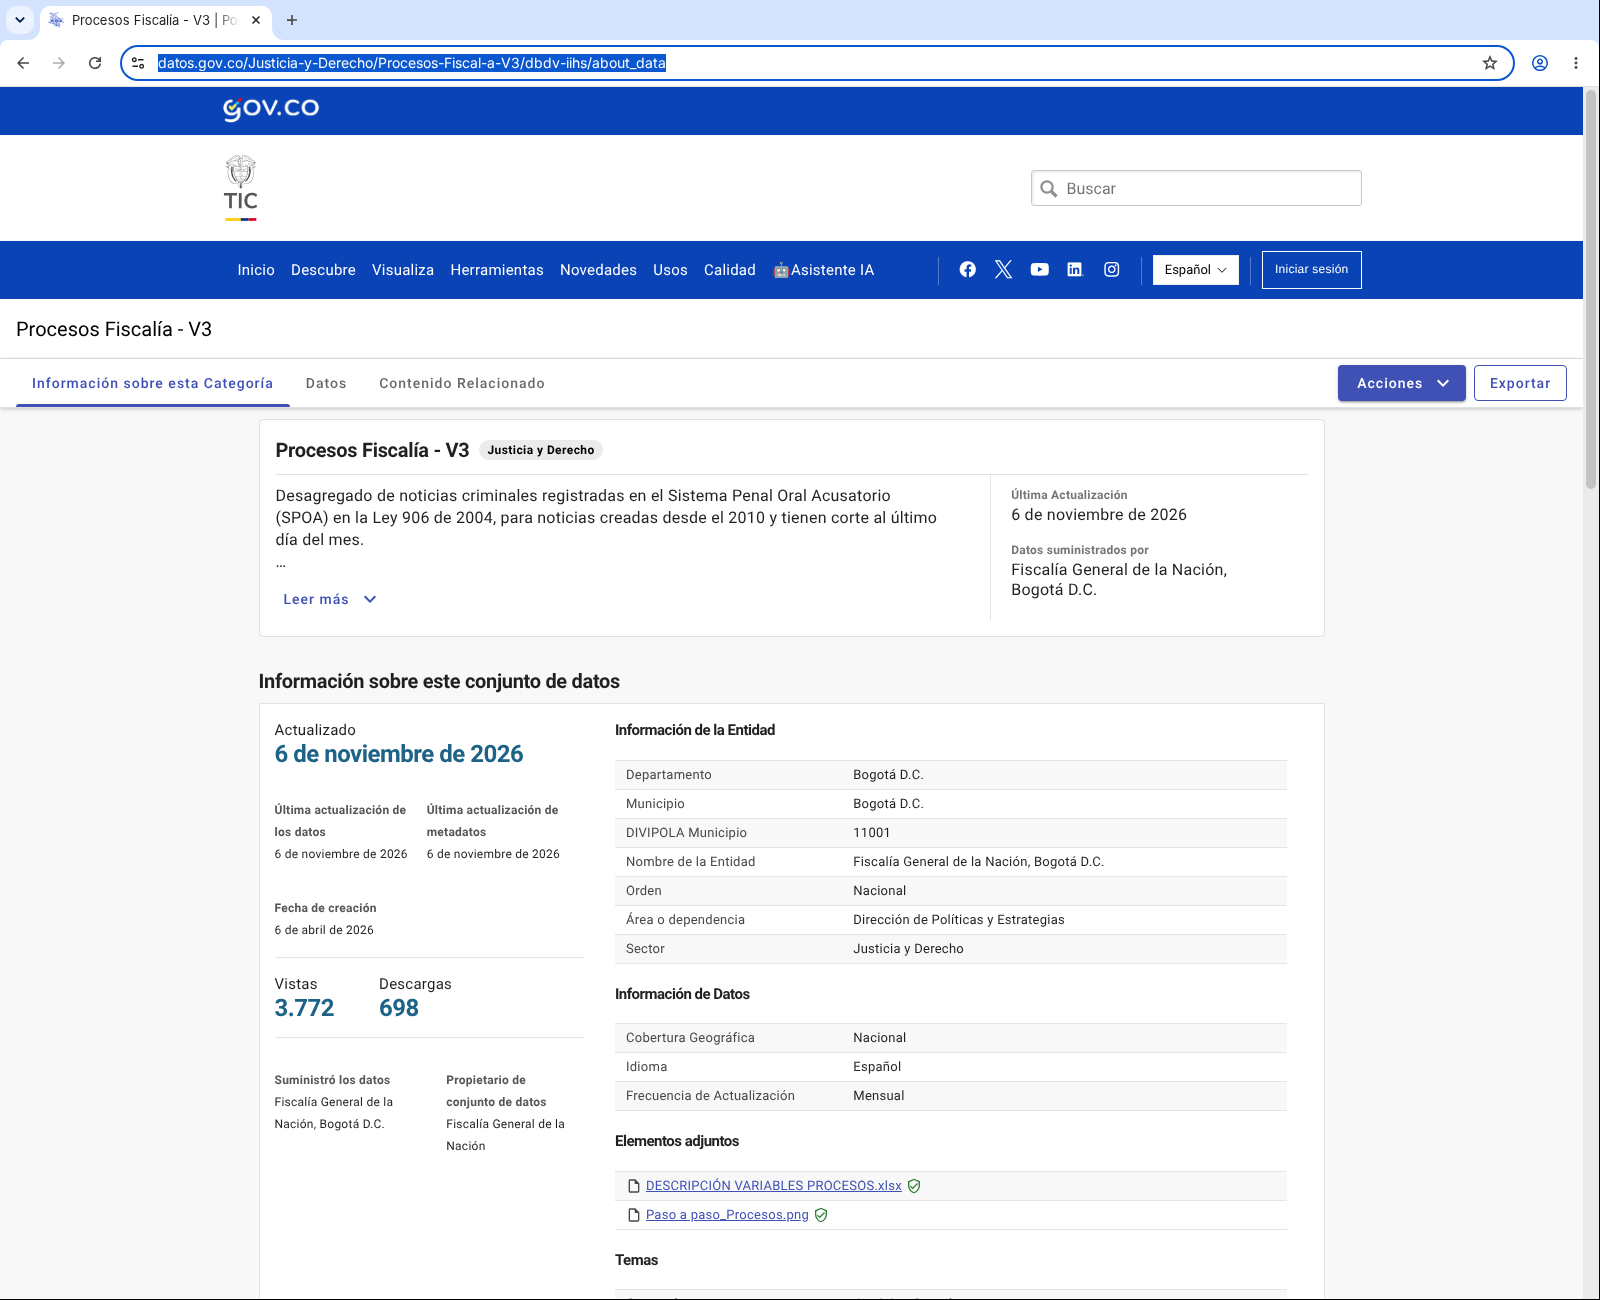 Procesos Fiscalía - V3 | Po
datos.gov.co/Justicia-y-Derecho/Procesos-Fiscal-a-V3/dbdv-iihs/about_data
gov.co
TIC
Buscar
Inicio Descubre Visualiza Herramientas Novedades Usos Calidad 🤖Asistente IA Español Iniciar sesión
Procesos Fiscalía - V3
Información sobre esta Categoría Datos Contenido Relacionado Acciones Exportar
Procesos Fiscalía - V3 Justicia y Derecho
Desagregado de noticias criminales registradas en el Sistema Penal Oral Acusatorio
(SPOA) en la Ley 906 de 2004, para noticias creadas desde el 2010 y tienen corte al último
día del mes.
...
Leer más
Última Actualización
6 de noviembre de 2026
Datos suministrados por
Fiscalía General de la Nación,
Bogotá D.C.
Información sobre este conjunto de datos
Actualizado
6 de noviembre de 2026
Última actualización de
los datos
6 de noviembre de 2026
Última actualización de
metadatos
6 de noviembre de 2026
Fecha de creación
6 de abril de 2026
Vistas
3.772
Descargas
698
Suministró los datos
Fiscalía General de la
Nación, Bogotá D.C.
Propietario de
conjunto de datos
Fiscalía General de la
Nación
Información de la Entidad
Departamento Bogotá D.C.
Municipio Bogotá D.C.
DIVIPOLA Municipio 11001
Nombre de la Entidad Fiscalía General de la Nación, Bogotá D.C.
Orden Nacional
Área o dependencia Dirección de Políticas y Estrategias
Sector Justicia y Derecho
Información de Datos
Cobertura Geográfica Nacional
Idioma Español
Frecuencia de Actualización Mensual
Elementos adjuntos
DESCRIPCIÓN VARIABLES PROCESOS.xlsx
Paso a paso_Procesos.png
Temas